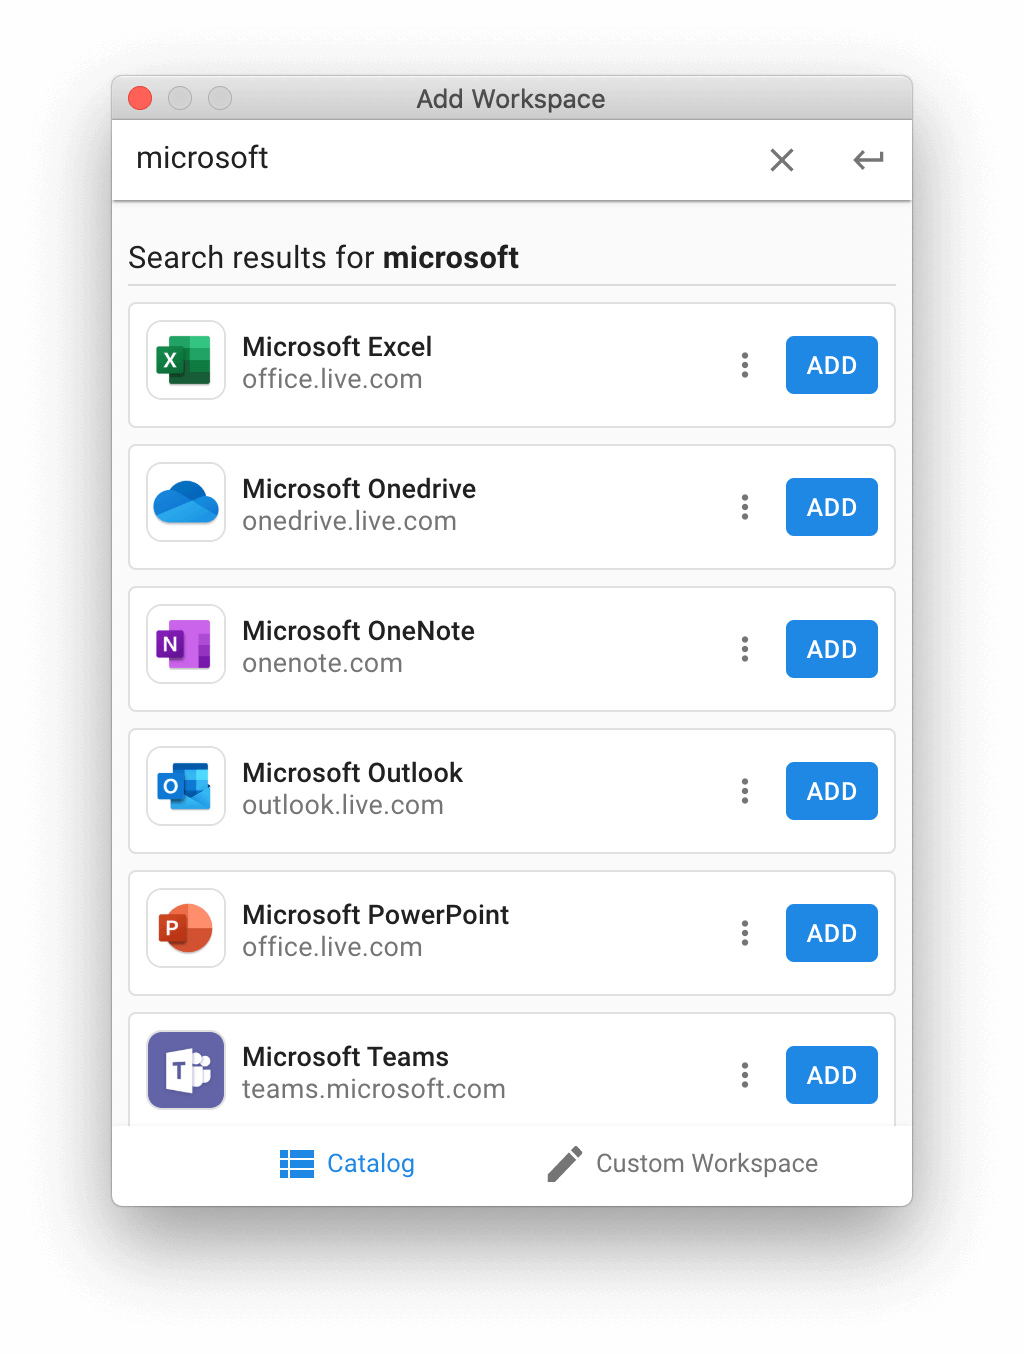 Add Workspace
microsoft
Search results for microsoft
X
Microsoft Excel
office.live.com
ADD
Microsoft Onedrive
onedrive.live.com
ADD
N
Microsoft OneNote
onenote.com
ADD
O
Microsoft Outlook
outlook.live.com
ADD
P
Microsoft PowerPoint
office.live.com
ADD
T
Microsoft Teams
teams.microsoft.com
ADD
Catalog
Custom Workspace